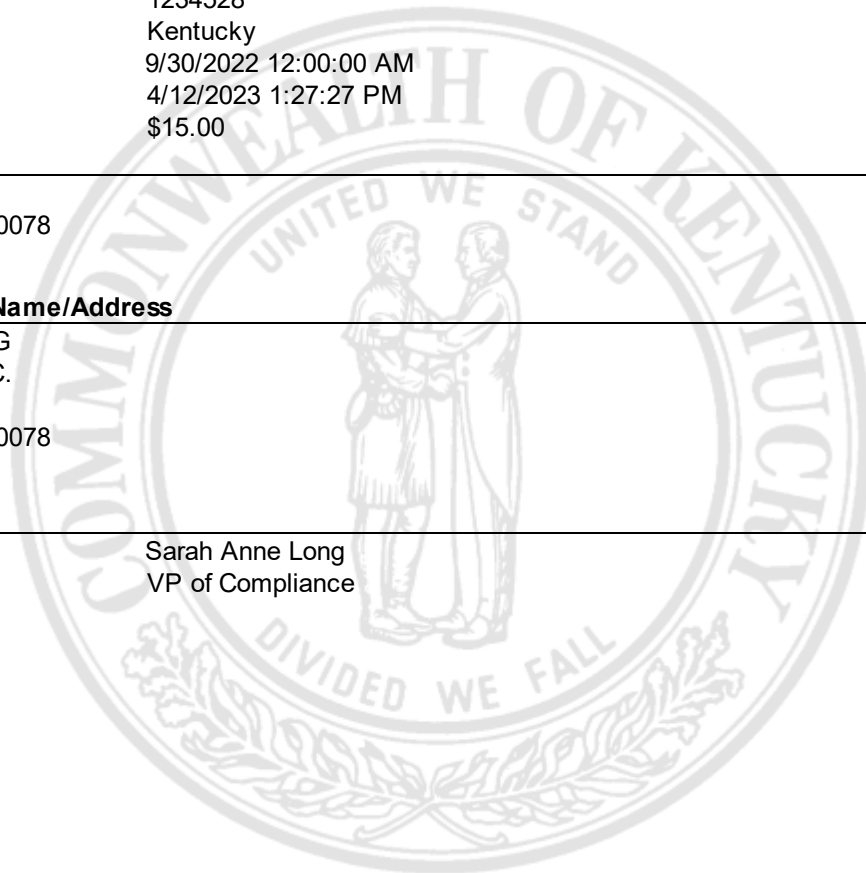 1234528
Kentucky
9/30/2022 12:00:00 AM
4/12/2023 1:27:27 PM
$15.00
0078
Name/Address
G
C.
0078
Sarah Anne Long
VP of Compliance
COMMONWEALTH OF KENTUCKY
UNITED WE STAND
DIVIDED WE FALL